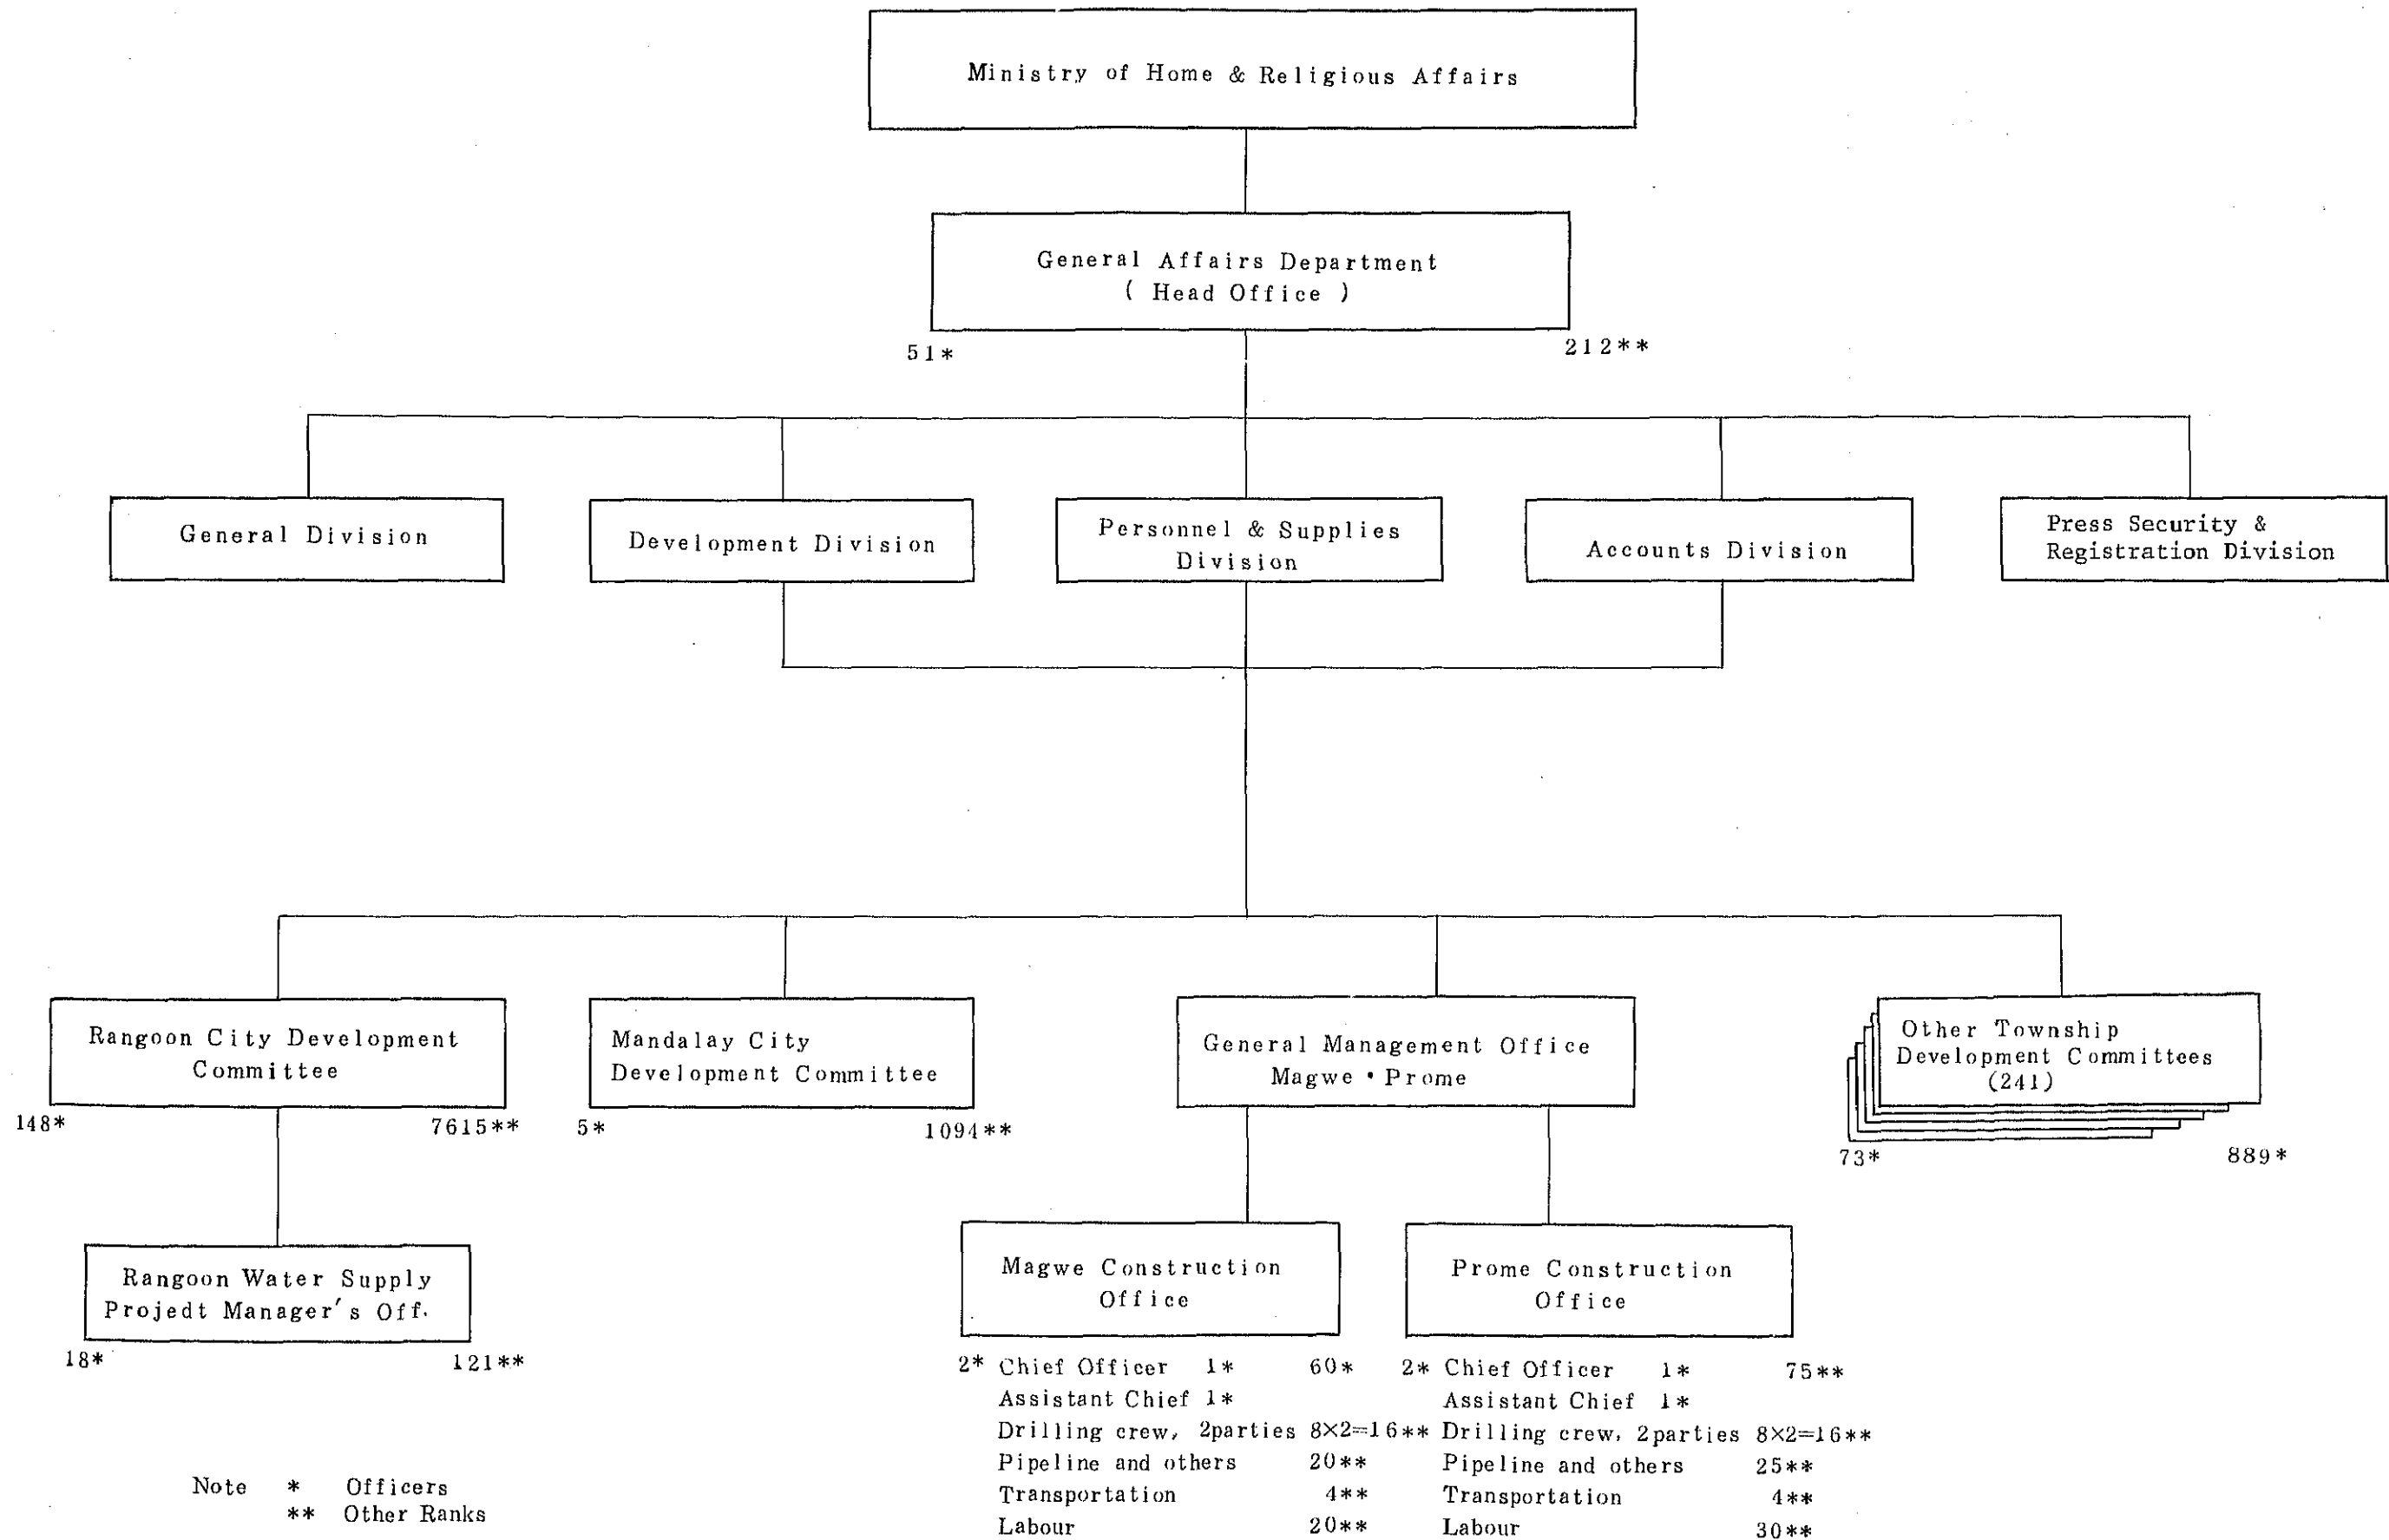 Ministry of Home & Religious Affairs
General Affairs Department
( Head Office )
51*
212**
General Division
Development Division
Personnel & Supplies
Division
Accounts Division
Press Security &
Registration Division
Rangoon City Development
Committee
148*
7615**
Mandalay City
Development Committee
5*
1094**
General Management Office
Magwe・Prome
Other Township
Development Committees
(241)
73*
889*
Rangoon Water Supply
Projedt Manager's Off.
18*
121**
Magwe Construction
Office
2* Chief Officer 1* 60*
Assistant Chief 1*
Drilling crew, 2parties 8×2=16**
Pipeline and others 20**
Transportation 4**
Labour 20**
Prome Construction
Office
2* Chief Officer 1* 75**
Assistant Chief 1*
Drilling crew, 2parties 8×2=16**
Pipeline and others 25**
Transportation 4**
Labour 30**
Note * Officers
** Other Ranks